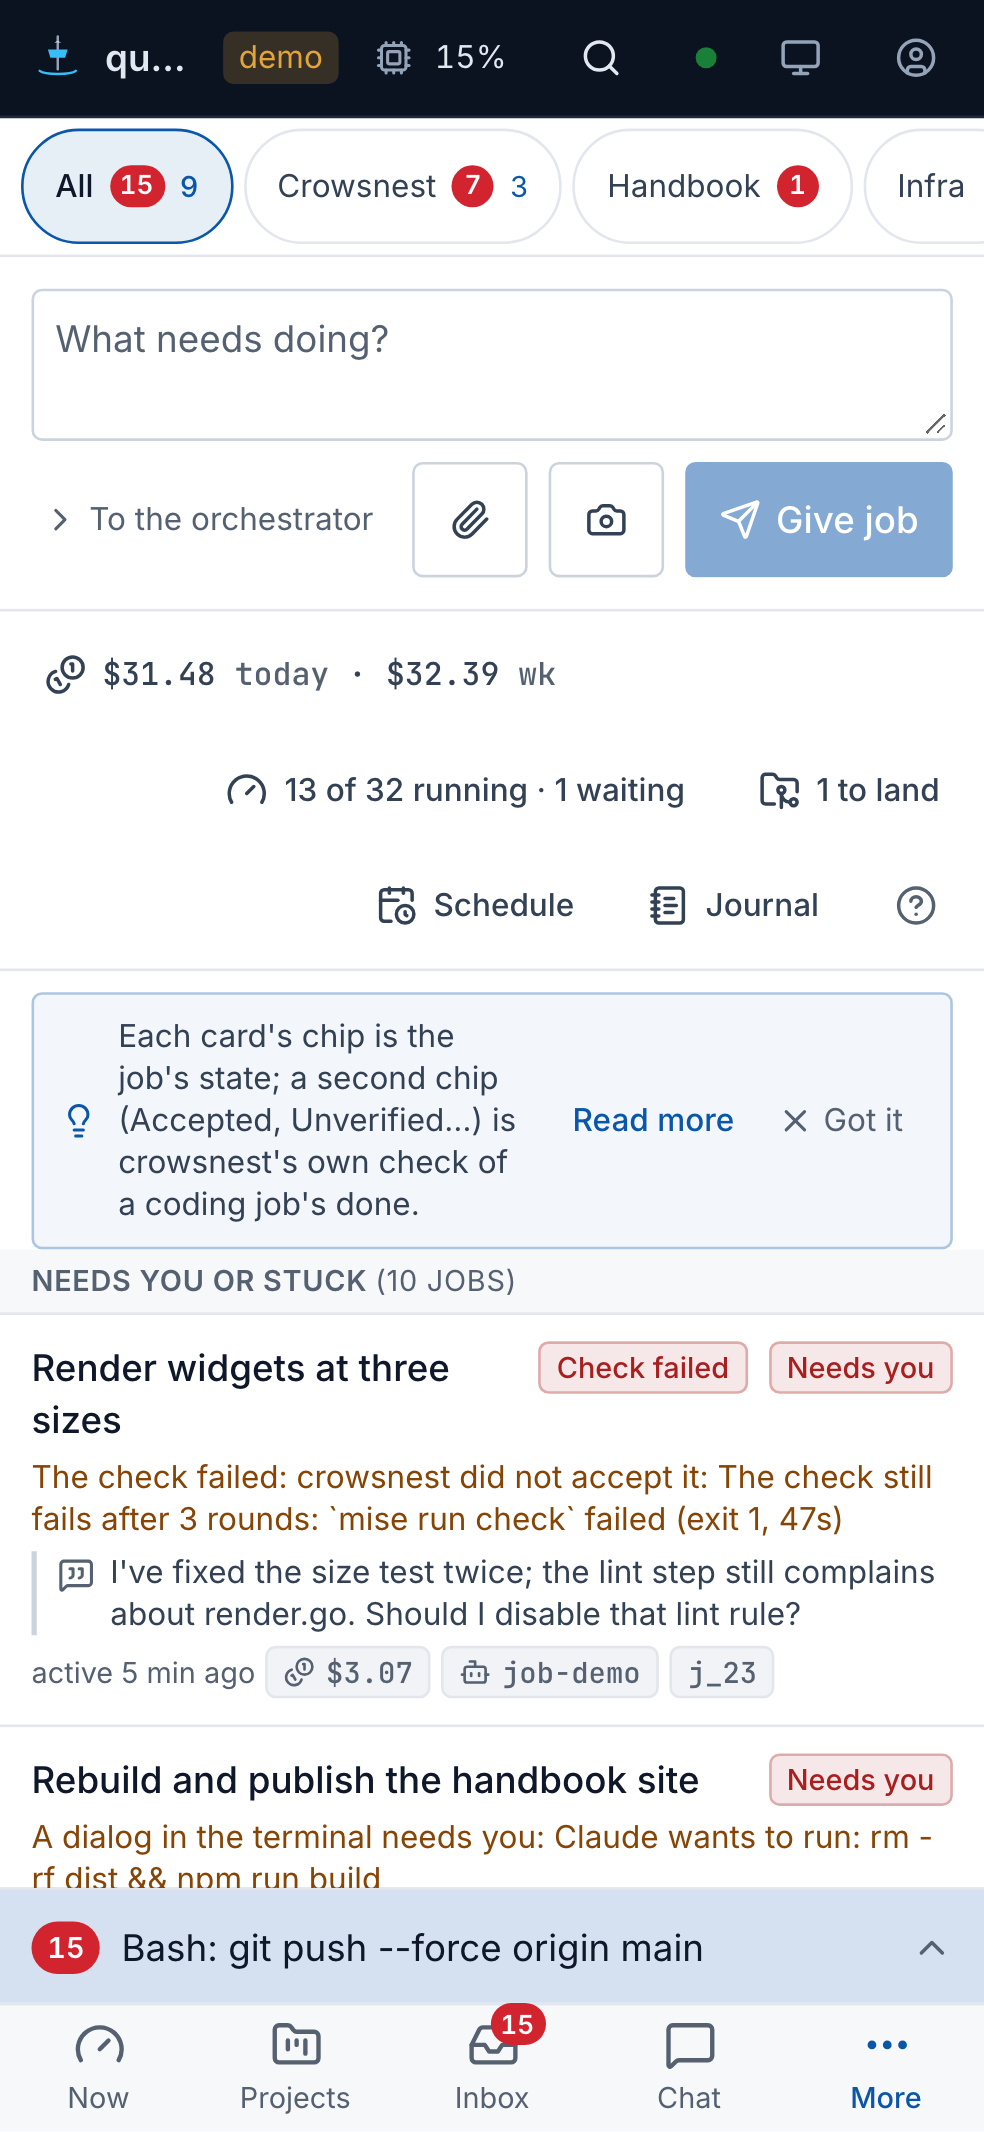 qu... demo 15%
All 15 9 Crowsnest 7 3 Handbook 1 Infra
What needs doing?
To the orchestrator Give job
$31.48 today · $32.39 wk
13 of 32 running · 1 waiting 1 to land
Schedule Journal
Each card's chip is the
job's state; a second chip
(Accepted, Unverified...) is
crowsnest's own check of
a coding job's done.
Read more Got it
NEEDS YOU OR STUCK (10 JOBS)
Render widgets at three
sizes
Check failed Needs you
The check failed: crowsnest did not accept it: The check still
fails after 3 rounds: `mise run check` failed (exit 1, 47s)
I've fixed the size test twice; the lint step still complains
about render.go. Should I disable that lint rule?
active 5 min ago $3.07 job-demo j_23
Rebuild and publish the handbook site Needs you
A dialog in the terminal needs you: Claude wants to run: rm -
rf dist && npm run build
15 Bash: git push --force origin main
15
Now Projects Inbox Chat More